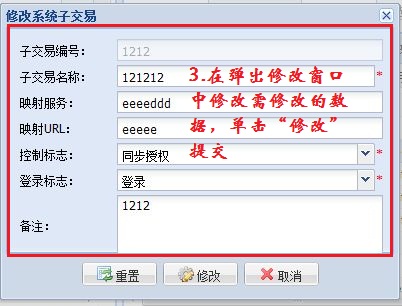 修改系统子交易
子交易编号: 1212
子交易名称: 121212 *
映射服务: eeeeddd
映射URL: eeeee
控制标志: 同步授权 *
登录标志: 登录 *
备注: 1212
3.在弹出修改窗口
中修改需修改的数
据，单击“修改”
提交
重置 修改 取消